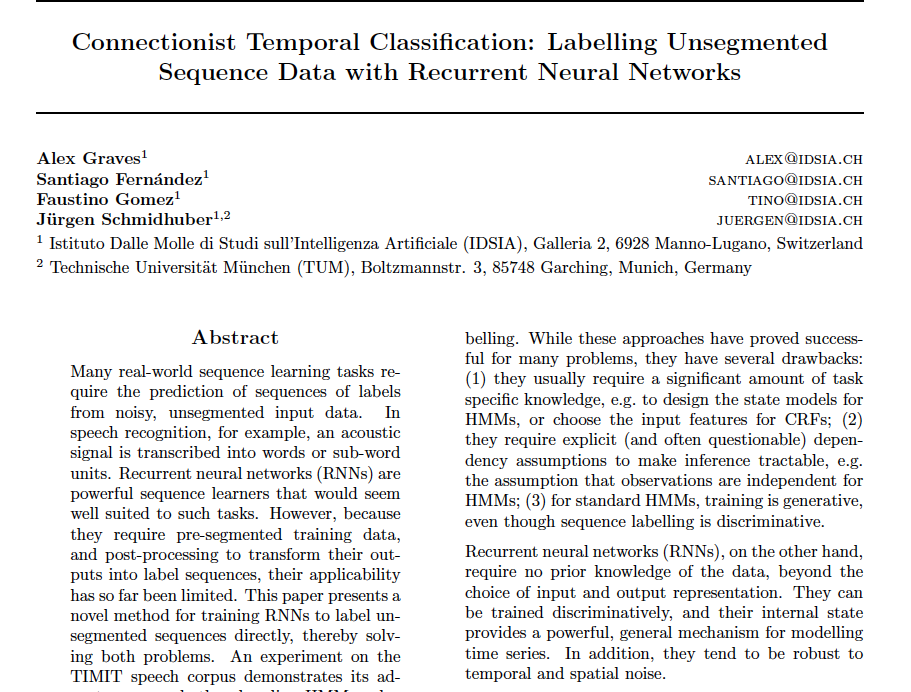 Connectionist Temporal Classification: Labelling Unsegmented
Sequence Data with Recurrent Neural Networks
Alex Graves¹ ALEX@IDSIA.CH
Santiago Fernández¹ SANTIAGO@IDSIA.CH
Faustino Gomez¹ TINO@IDSIA.CH
Jürgen Schmidhuber¹,² JUERGEN@IDSIA.CH
¹ Istituto Dalle Molle di Studi sull'Intelligenza Artificiale (IDSIA), Galleria 2, 6928 Manno-Lugano, Switzerland
² Technische Universität München (TUM), Boltzmannstr. 3, 85748 Garching, Munich, Germany
Abstract
Many real-world sequence learning tasks re-
quire the prediction of sequences of labels
from noisy, unsegmented input data. In
speech recognition, for example, an acoustic
signal is transcribed into words or sub-word
units. Recurrent neural networks (RNNs) are
powerful sequence learners that would seem
well suited to such tasks. However, because
they require pre-segmented training data,
and post-processing to transform their out-
puts into label sequences, their applicability
has so far been limited. This paper presents a
novel method for training RNNs to label un-
segmented sequences directly, thereby solv-
ing both problems. An experiment on the
TIMIT speech corpus demonstrates its ad-
belling. While these approaches have proved success-
ful for many problems, they have several drawbacks:
(1) they usually require a significant amount of task
specific knowledge, e.g. to design the state models for
HMMs, or choose the input features for CRFs; (2)
they require explicit (and often questionable) depen-
dency assumptions to make inference tractable, e.g.
the assumption that observations are independent for
HMMs; (3) for standard HMMs, training is generative,
even though sequence labelling is discriminative.
Recurrent neural networks (RNNs), on the other hand,
require no prior knowledge of the data, beyond the
choice of input and output representation. They can
be trained discriminatively, and their internal state
provides a powerful, general mechanism for modelling
time series. In addition, they tend to be robust to
temporal and spatial noise.